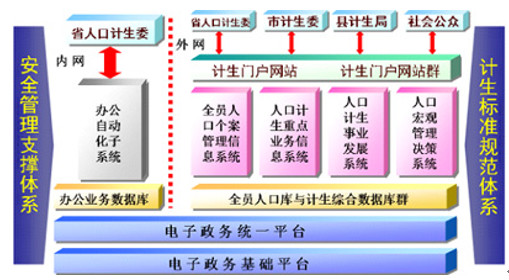 省人口计生委
内网
外网
省人口计生委
市计生委
县计生局
社会公众
计生门户网站
计生门户网站群
安全管理支撑体系
计生标准规范体系
办公
自动
化子
系统
全员人
口个案
管理信
息系统
人口计
生重点
业务信
息系统
人口
计生
事业
发展
系统
人口
宏观
管理
决策
系统
办公业务数据库
全员人口库与计生综合数据库群
电子政务统一平台
电子政务基础平台